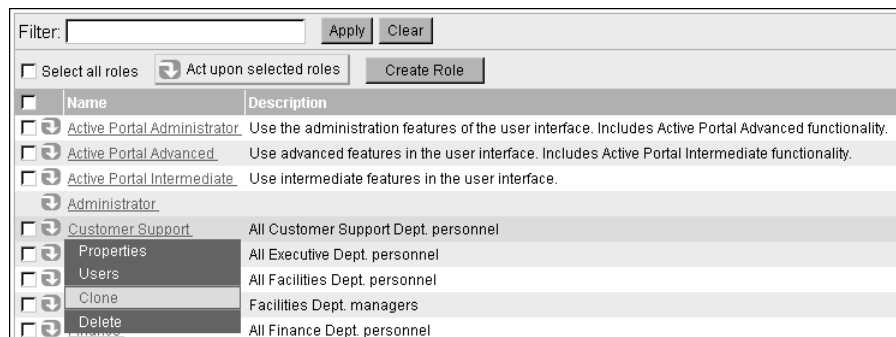 Filter: Apply Clear
Select all roles Act upon selected roles Create Role
Name Description
Active Portal Administrator Use the administration features of the user interface. Includes Active Portal Advanced functionality.
Active Portal Advanced Use advanced features in the user interface. Includes Active Portal Intermediate functionality.
Active Portal Intermediate Use intermediate features in the user interface.
Administrator
Customer Support All Customer Support Dept. personnel
Properties All Executive Dept. personnel
Users All Facilities Dept. personnel
Clone Facilities Dept. managers
Delete All Finance Dept. personnel